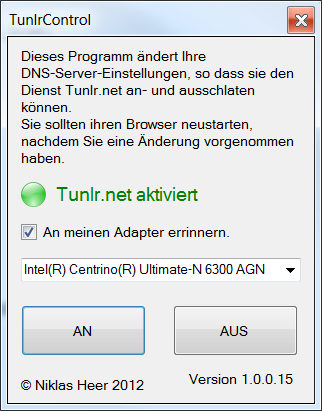 TunlrControl
Dieses Programm ändert Ihre
DNS-Server-Einstellungen, so dass sie den
Dienst Tunlr.net an- und ausschlaten
können.
Sie sollten ihren Browser neustarten,
nachdem Sie eine Änderung vorgenommen
haben.
Tunlr.net aktiviert
An meinen Adapter errinnern.
Intel(R) Centrino(R) Ultimate-N 6300 AGN
AN
AUS
© Niklas Heer 2012
Version 1.0.0.15